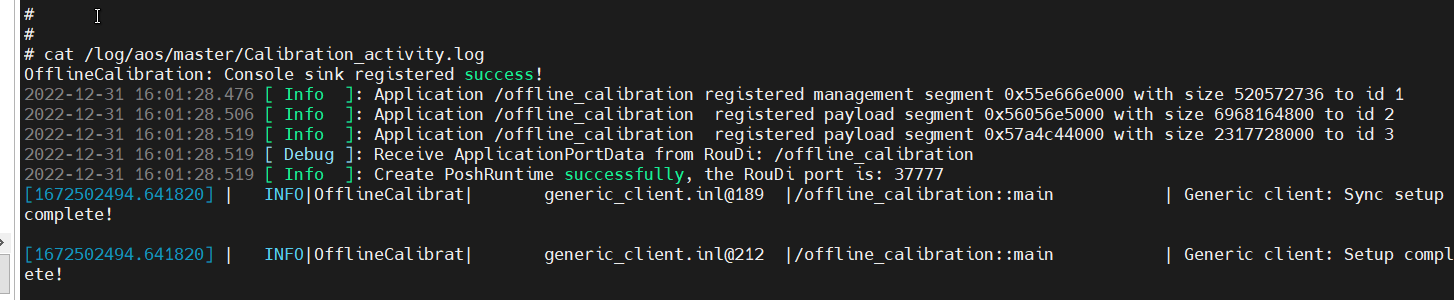 #
#
# cat /log/aos/master/Calibration_activity.log
OfflineCalibration: Console sink registered success!
2022-12-31 16:01:28.476 [ Info  ]: Application /offline_calibration registered management segment 0x55e666e000 with size 520572736 to id 1
2022-12-31 16:01:28.506 [ Info  ]: Application /offline_calibration  registered payload segment 0x56056e5000 with size 6968164800 to id 2
2022-12-31 16:01:28.519 [ Info  ]: Application /offline_calibration  registered payload segment 0x57a4c44000 with size 2317728000 to id 3
2022-12-31 16:01:28.519 [ Debug ]: Receive ApplicationPortData from RouDi: /offline_calibration
2022-12-31 16:01:28.519 [ Info  ]: Create PoshRuntime successfully, the RouDi port is: 37777
[1672502494.641820] |   INFO|OfflineCalibrat|       generic_client.inl@189  |/offline_calibration::main           | Generic client: Sync setup
complete!
[1672502494.641820] |   INFO|OfflineCalibrat|       generic_client.inl@212  |/offline_calibration::main           | Generic client: Setup compl
ete!